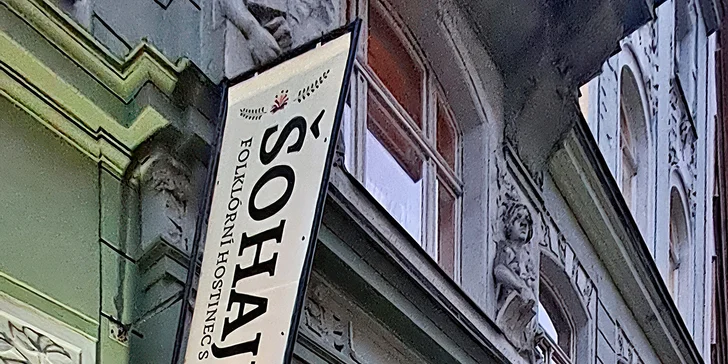 ŠOHAJ
FOLKLÓRNÍ HOSTINEC S